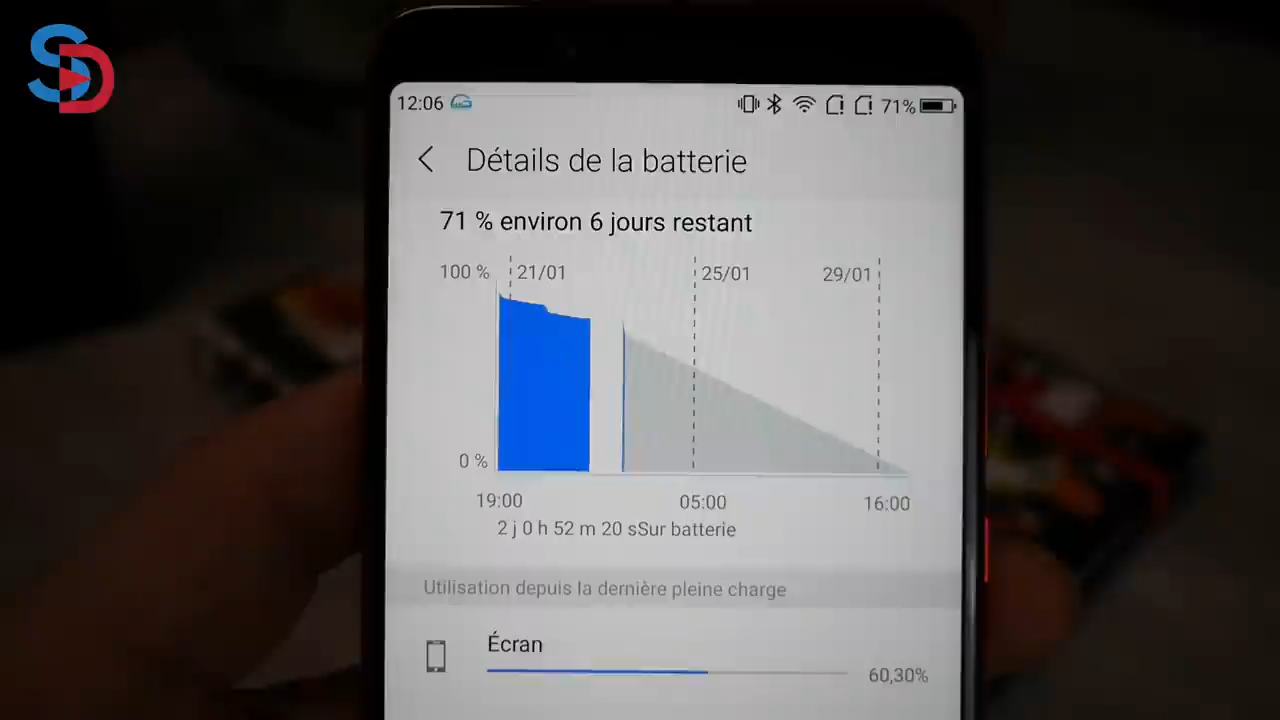 SD
12:06 71%
Détails de la batterie
71 % environ 6 jours restant
100 % 21/01 25/01 29/01
0 %
19:00 05:00 16:00
2 j 0 h 52 m 20 sSur batterie
Utilisation depuis la dernière pleine charge
Écran
60,30%